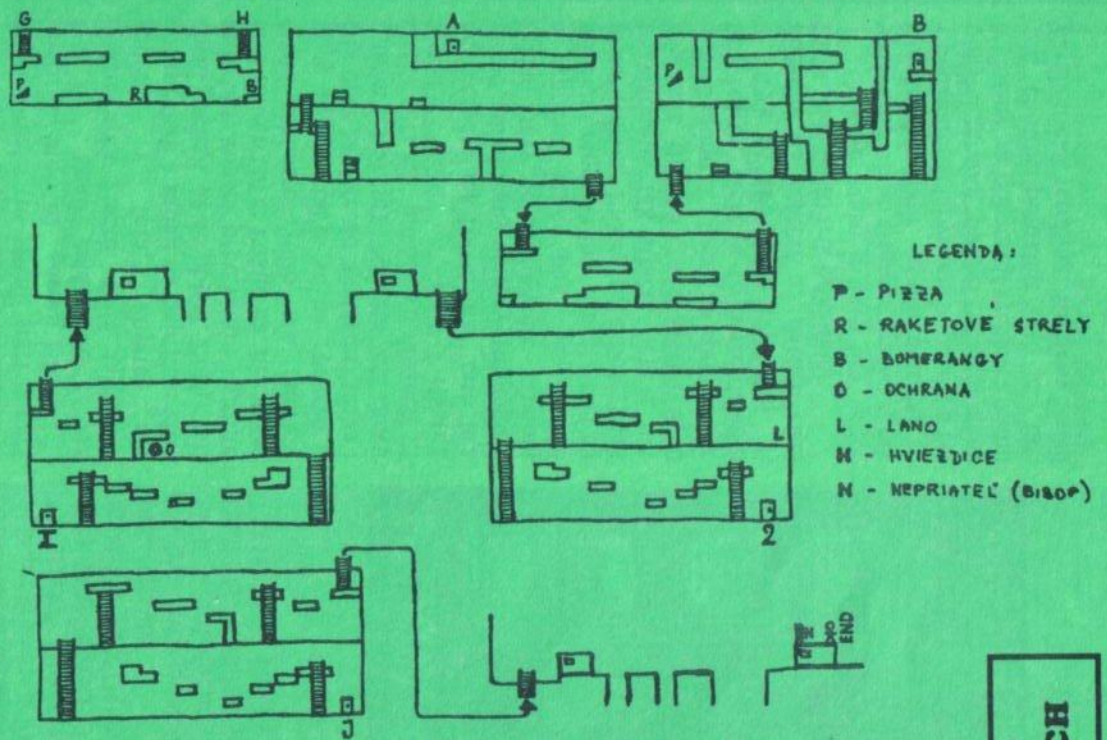 G H
A
B
P
R B
P
LEGENDA:
P - PIZZA
R - RAKETOVÉ STRELY
B - BOMERANGY
O - OCHRANA
L - LANO
H - HVIEZDICE
N - NEPRIATEĽ (BIBOP)
O
L
I
2
J
END
CH